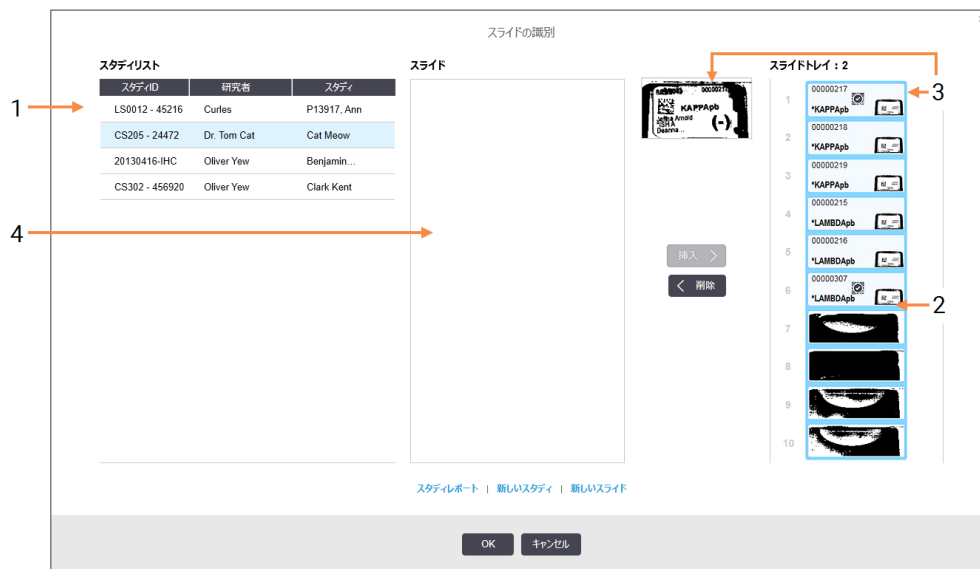 スライドの識別
スタディリスト
スタディID 研究者 スタディ
LS0012 - 45216 Curles P13917, Ann
CS205 - 24472 Dr. Tom Cat Cat Meow
20130416-IHC Oliver Yew Benjamin...
CS302 - 456920 Oliver Yew Clark Kent
スライド
KAPPApb
Arnold
ISH A
Deanna ..
(-)
挿入
削除
スライドトレイ：2
1
00000217
*KAPPApb
2
00000218
*KAPPApb
3
00000219
*KAPPApb
4
00000215
*LAMBDApb
5
00000216
*LAMBDApb
6
00000307
*LAMBDApb
7
8
9
10
スタディレポート | 新しいスタディ | 新しいスライド
OK キャンセル
1
4
3
2